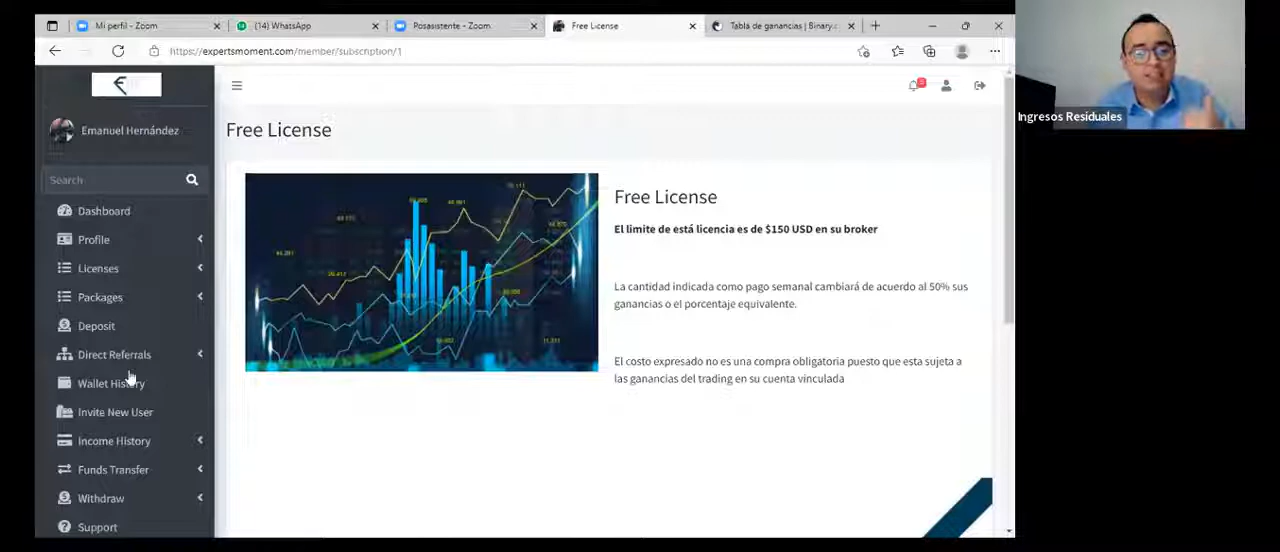 Mi perfil - Zoom
(14) WhatsApp
Posasistente - Zoom
Free License
Tabla de ganancias | Binary.c
https://expertsmoment.com/member/subscription/1
Emanuel Hernández
Search
Dashboard
Profile
Licenses
Packages
Deposit
Direct Referrals
Wallet History
Invite New User
Income History
Funds Transfer
Withdraw
Support
Free License
Free License
El limite de está licencia es de $150 USD en su broker
La cantidad indicada como pago semanal cambiará de acuerdo al 50% sus
ganancias o el porcentaje equivalente.
El costo expresado no es una compra obligatoria puesto que esta sujeta a
las ganancias del trading en su cuenta vinculada
Ingresos Residuales